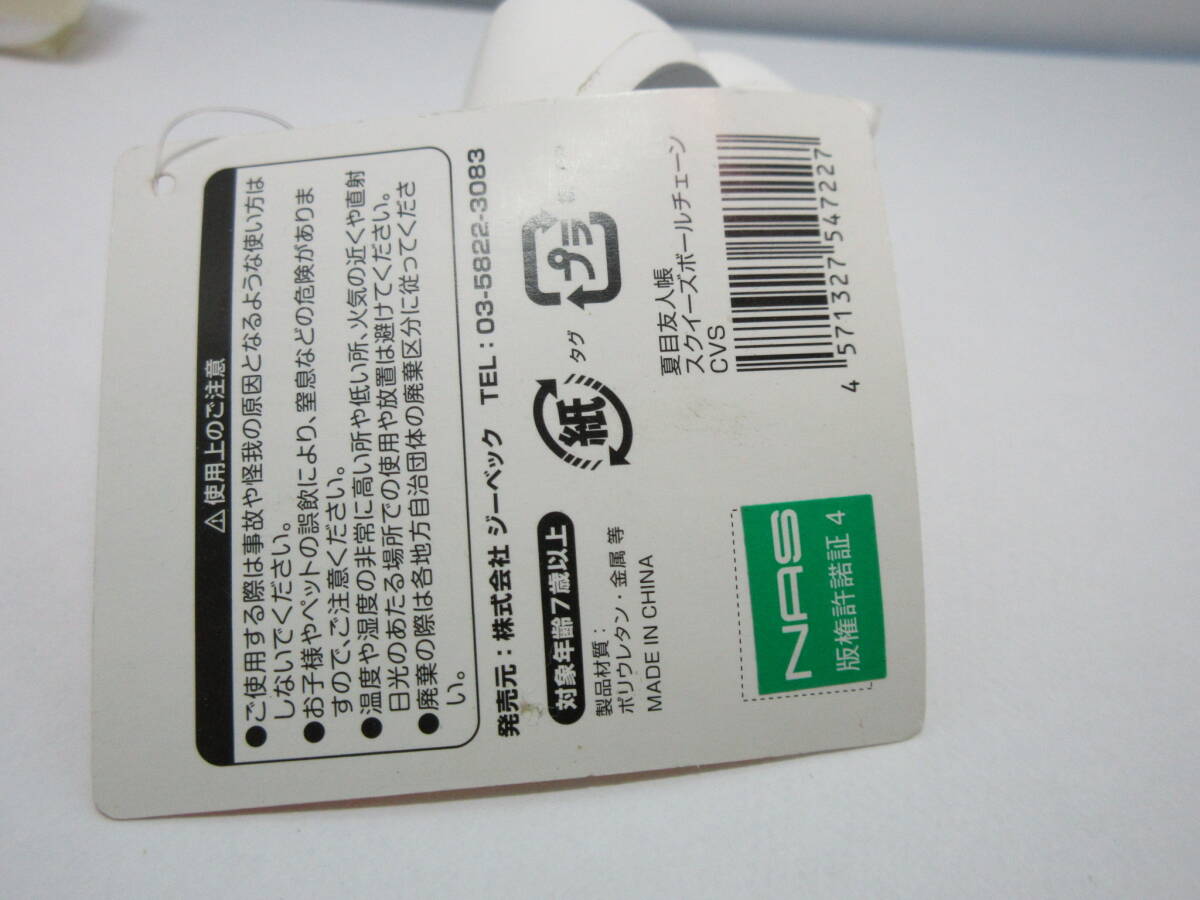 ⚠使用上のご注意
●ご使用する際は事故や怪我の原因となるような使い方は
しないでください。
●お子様やペットの誤飲により、窒息などの危険がありま
すので、ご注意ください。
●温度や湿度の非常に高い所や低い所、火気の近くや直射
日光のあたる場所での使用や放置は避けてください。
●廃棄の際は各地方自治団体の廃棄区分に従ってくださ
い。
発売元：株式会社 ジーベック TEL：03-5822-3083
対象年齢7歳以上
製品材質：
ポリウレタン・金属 等
MADE IN CHINA
紙
タグ
プラ
夏目友人帳
スクイーズボールチェーン
CVS
4 571327 547227
NAS
版権許諾証 4